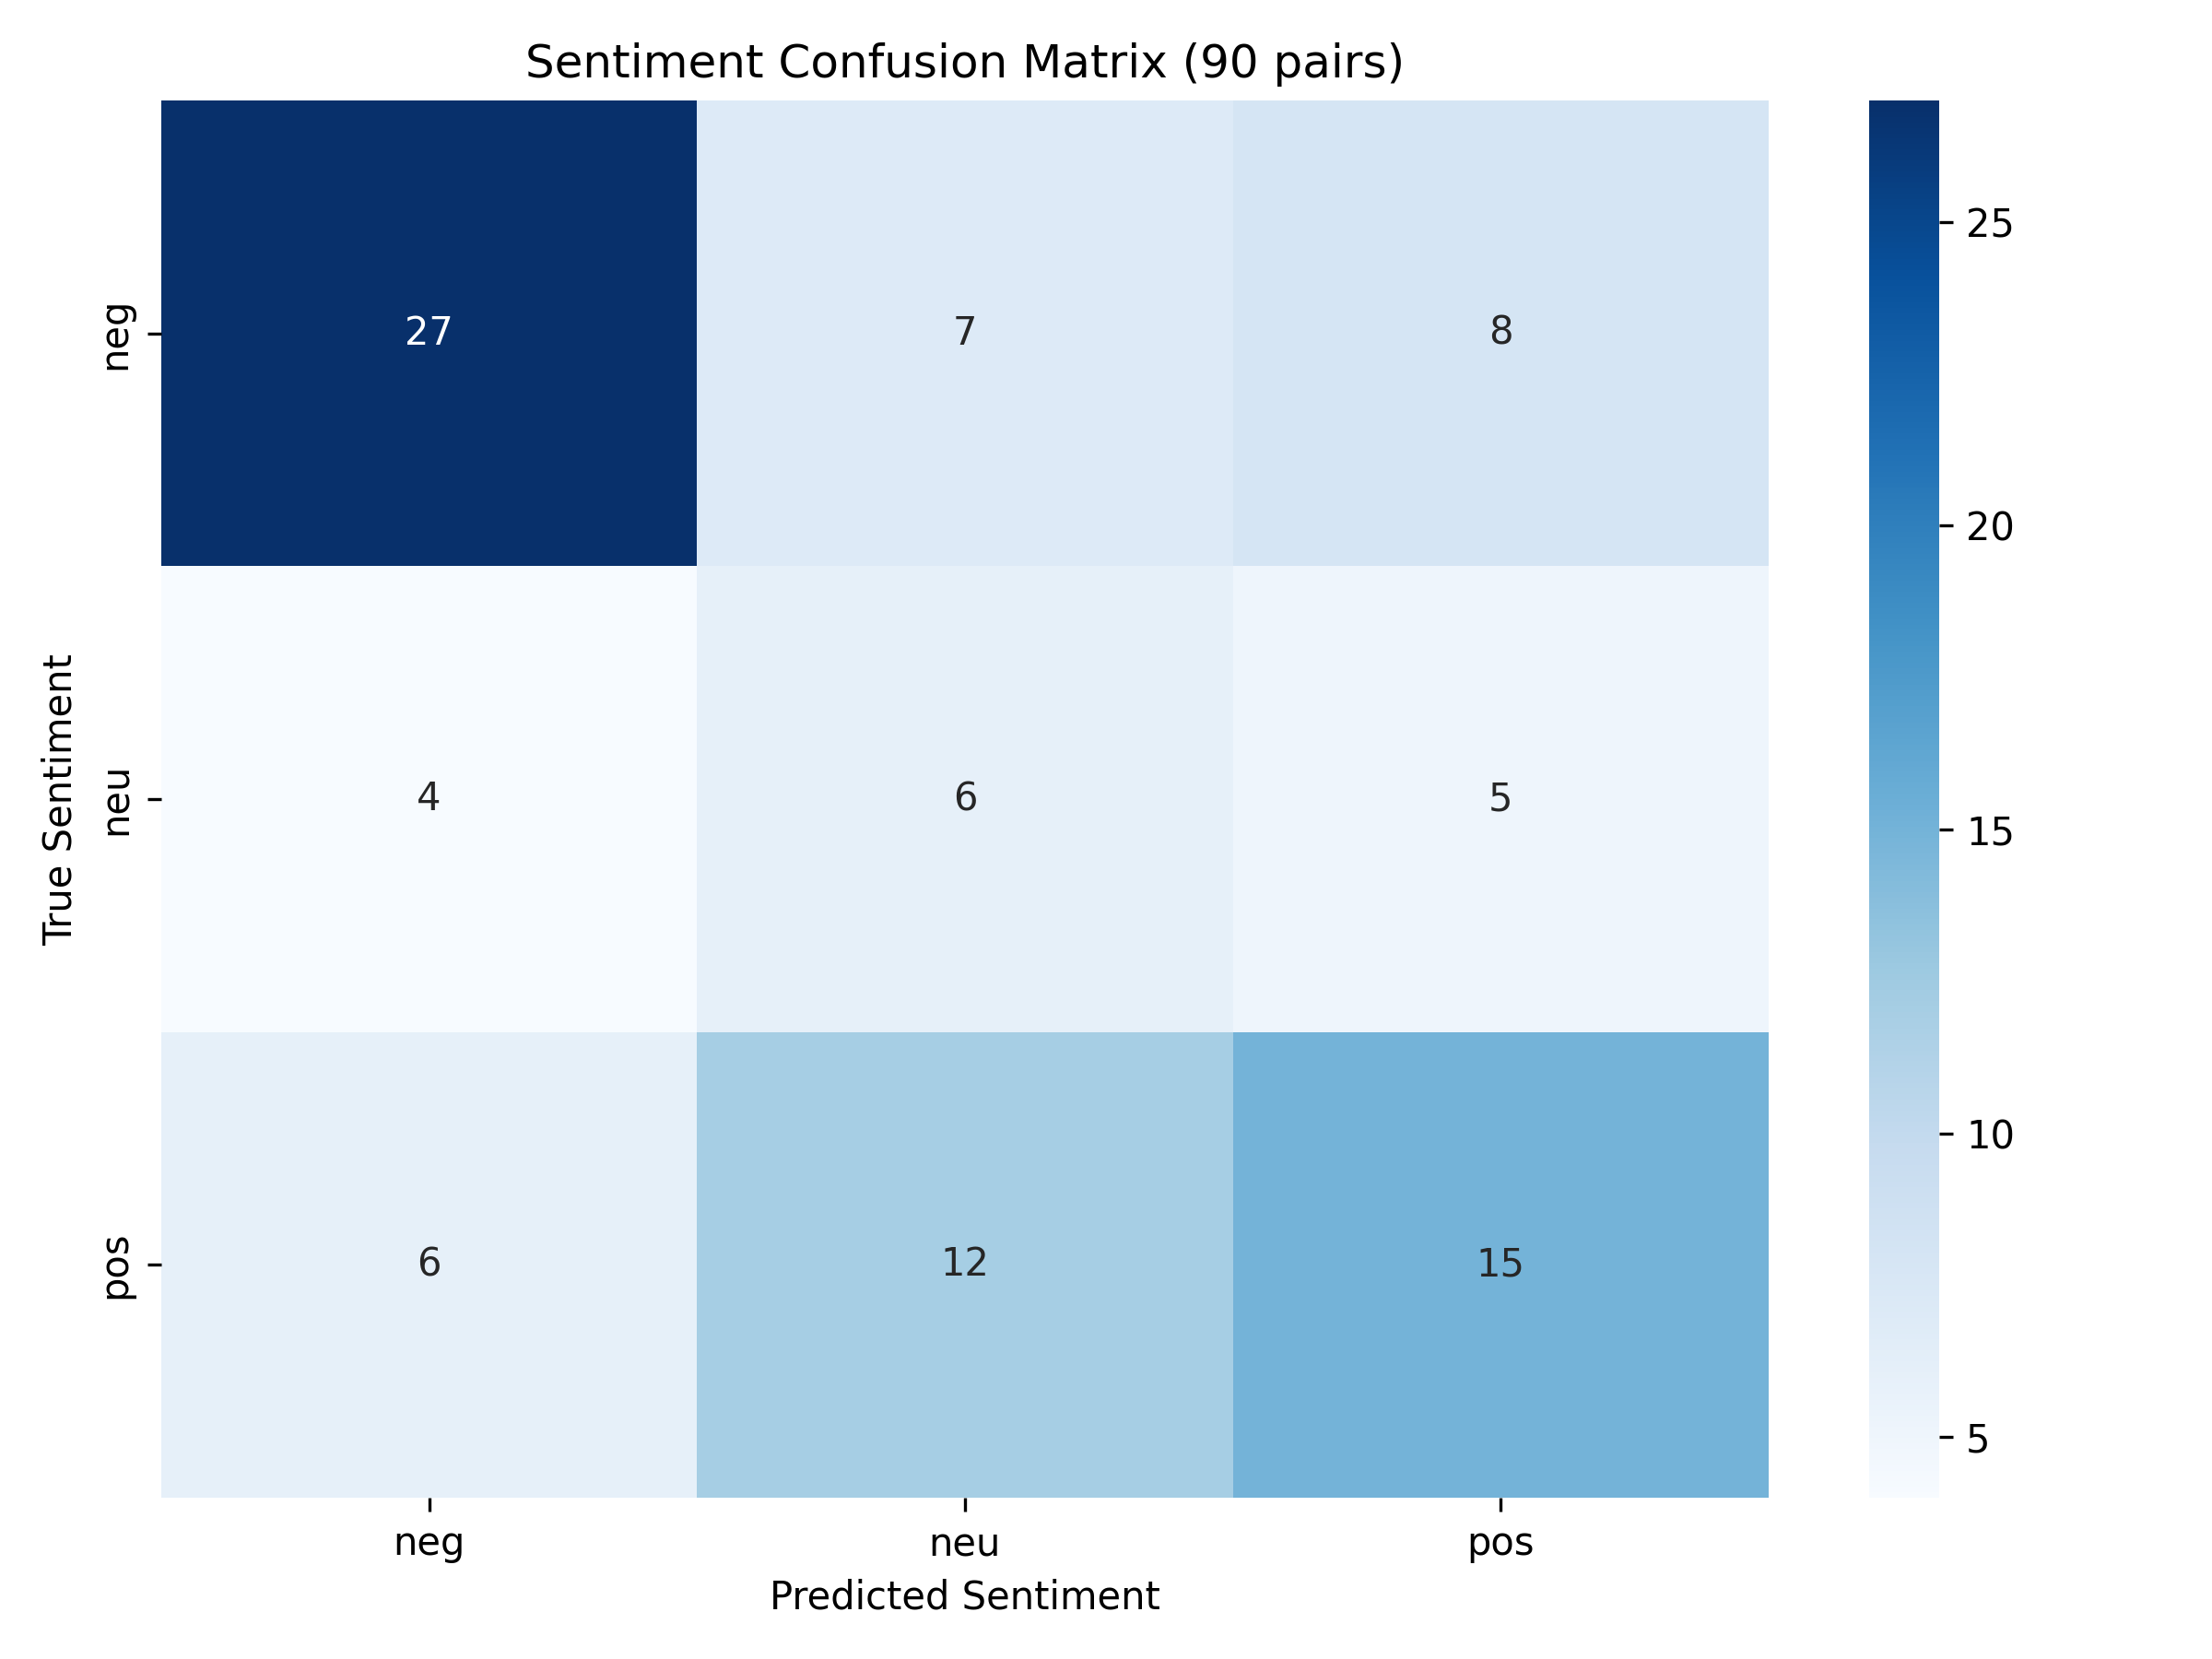 Sentiment Confusion Matrix (90 pairs)
True Sentiment
neg
27
7
8
neu
4
6
5
pos
6
12
15
neg
neu
pos
Predicted Sentiment
25
20
15
10
5